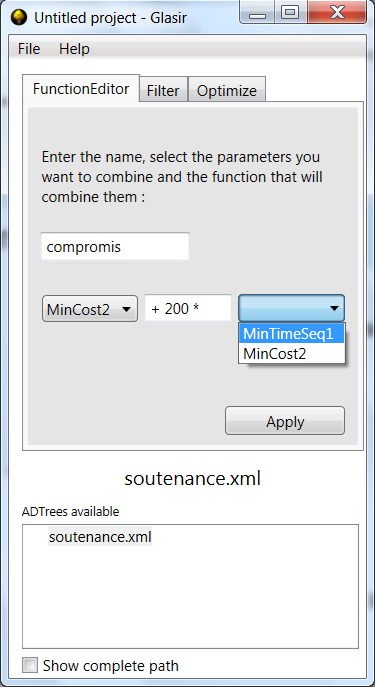 Untitled project - Glasir
File Help
FunctionEditor Filter Optimize
Enter the name, select the parameters you
want to combine and the function that will
combine them :
compromis
MinCost2 + 200 *
MinTimeSeq1
MinCost2
Apply
soutenance.xml
ADTrees available
soutenance.xml
Show complete path